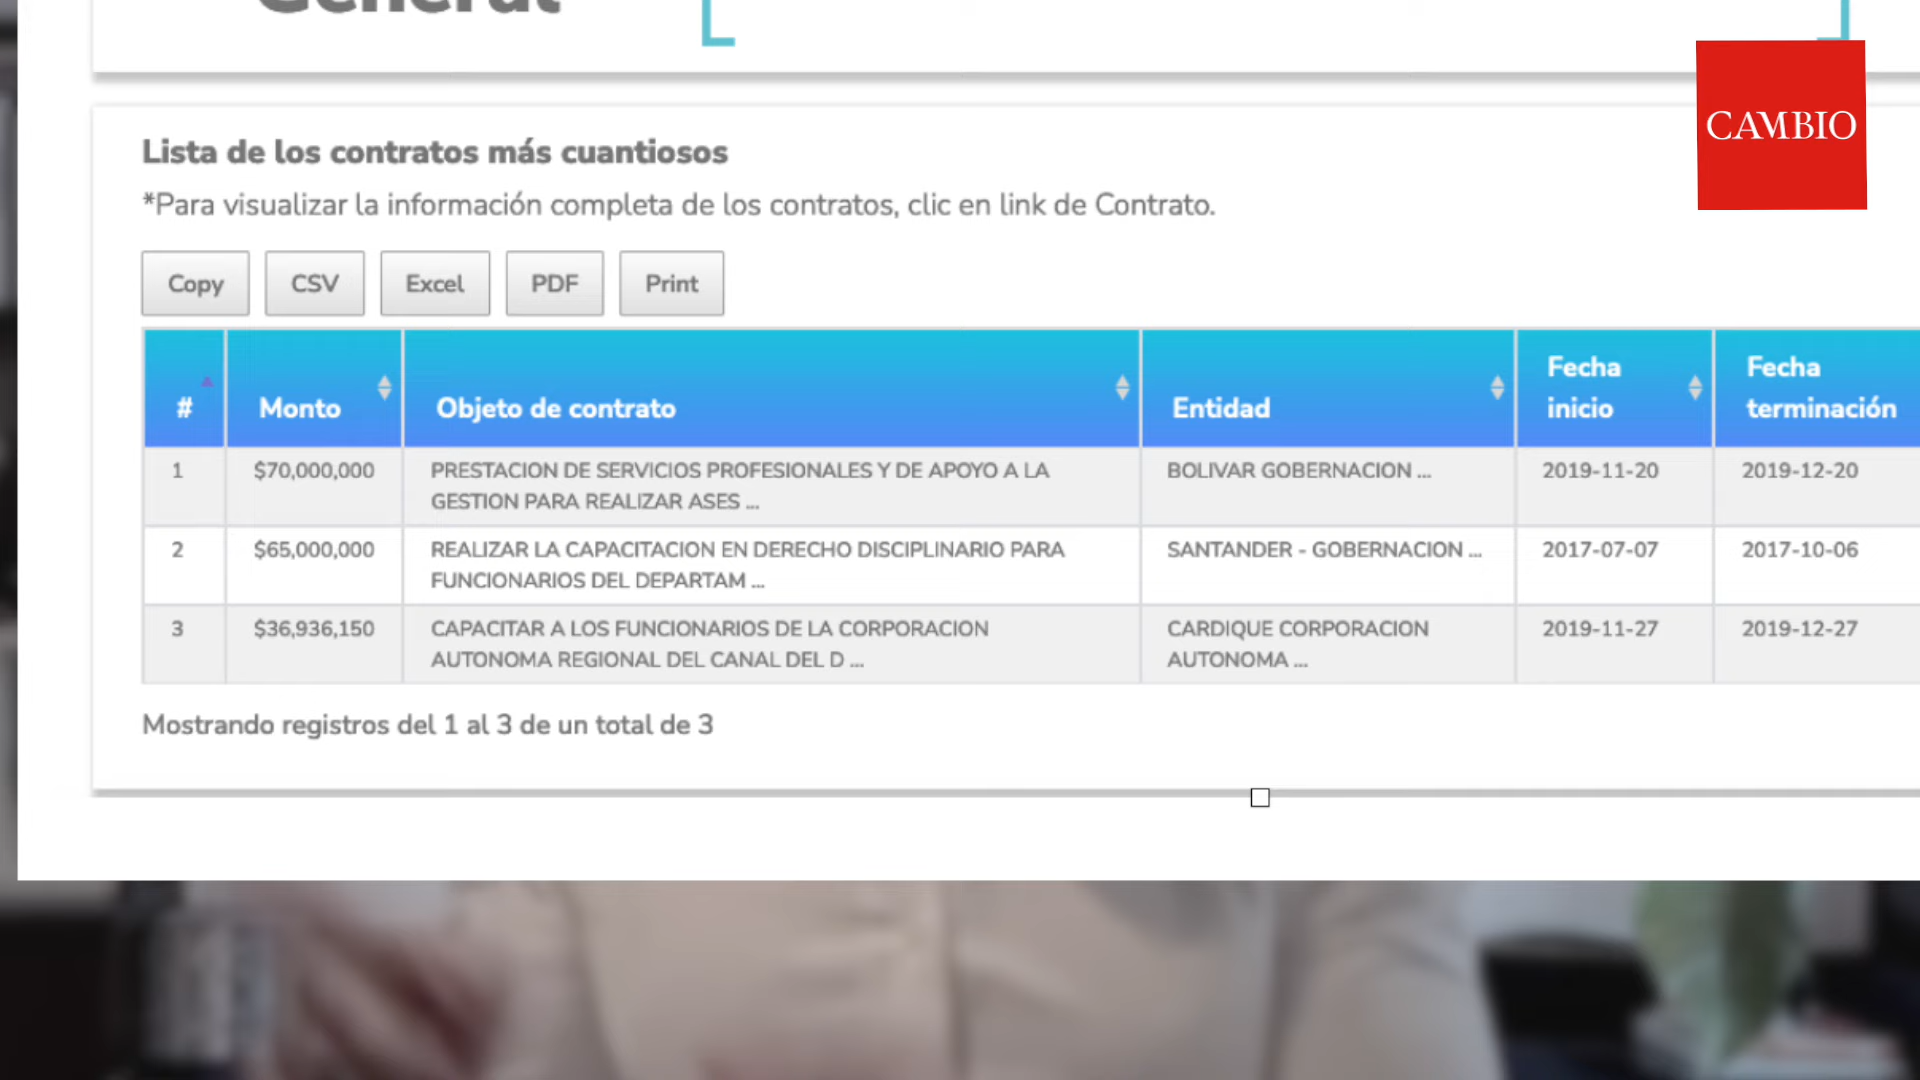 General
CAMBIO
Lista de los contratos más cuantiosos
*Para visualizar la información completa de los contratos, clic en link de Contrato.
Copy CSV Excel PDF Print
# Monto Objeto de contrato Entidad Fecha inicio Fecha terminación
1 $70,000,000 PRESTACION DE SERVICIOS PROFESIONALES Y DE APOYO A LA BOLIVAR GOBERNACION ... 2019-11-20 2019-12-20
GESTION PARA REALIZAR ASES ...
2 $65,000,000 REALIZAR LA CAPACITACION EN DERECHO DISCIPLINARIO PARA SANTANDER - GOBERNACION ... 2017-07-07 2017-10-06
FUNCIONARIOS DEL DEPARTAM ...
3 $36,936,150 CAPACITAR A LOS FUNCIONARIOS DE LA CORPORACION CARDIQUE CORPORACION 2019-11-27 2019-12-27
AUTONOMA REGIONAL DEL CANAL DEL D ... AUTONOMA ...
Mostrando registros del 1 al 3 de un total de 3